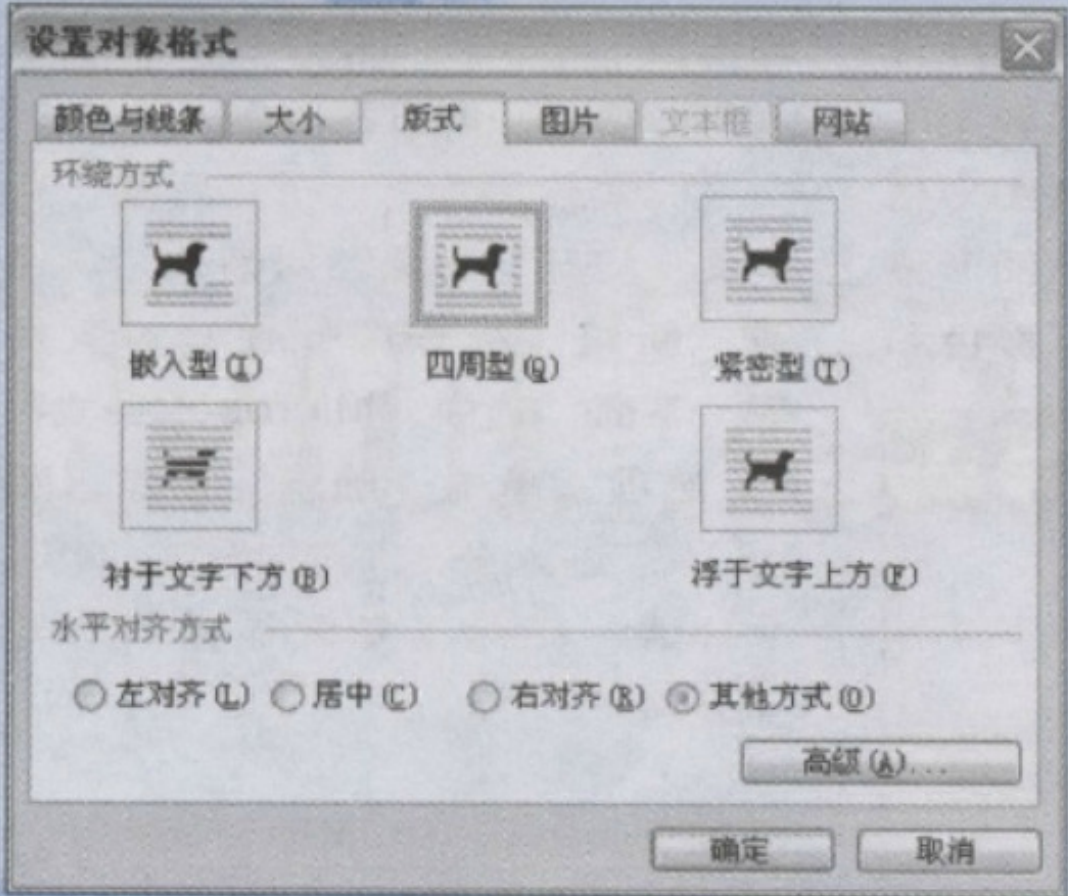 设置对象格式
颜色与线条 大小 版式 图片 文本框 网站
环绕方式
嵌入型(I) 四周型(Q) 紧密型(T)
衬于文字下方(B) 浮于文字上方(F)
水平对齐方式
左对齐(L) 居中(C) 右对齐(R) 其他方式(O)
高级(A)...
确定 取消